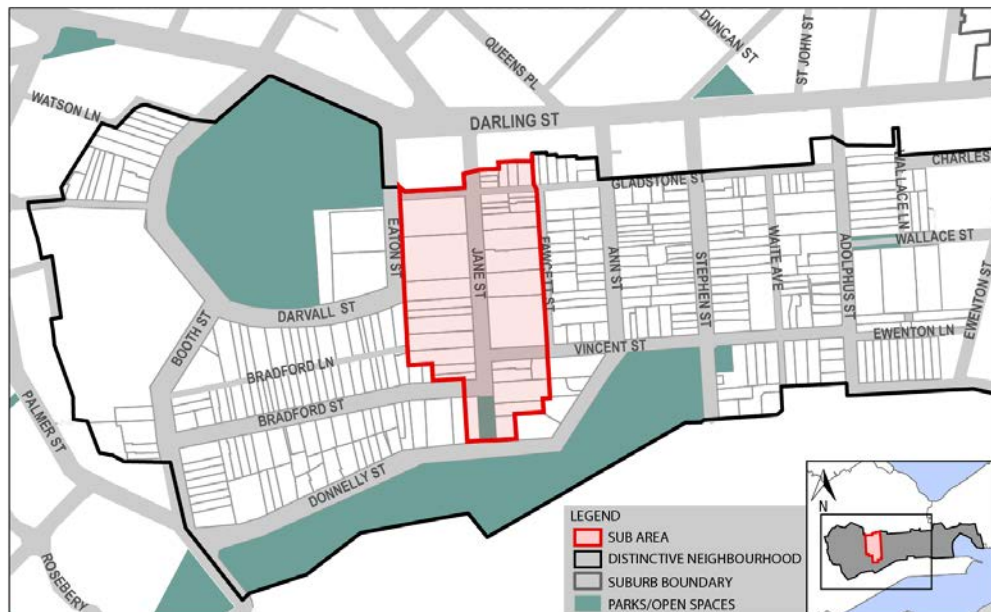 DUNCAN ST
ST JOHN ST
QUEENS PL
WATSON LN
DARLING ST
WALLACE LN
CHARLES
GLADSTONE ST
EATON ST
JANE ST
FAWCETT ST
ANN ST
STEPHEN ST
WAITE AVE
ADOLPHUS ST
WALLACE ST
EWENTON ST
DARVALL ST
BOOTH ST
VINCENT ST
EWENTON LN
BRADFORD LN
BRADFORD ST
PALMER ST
DONNELLY ST
ROSEBERY
LEGEND
SUB AREA
DISTINCTIVE NEIGHBOURHOOD
SUBURB BOUNDARY
PARKS/OPEN SPACES
N